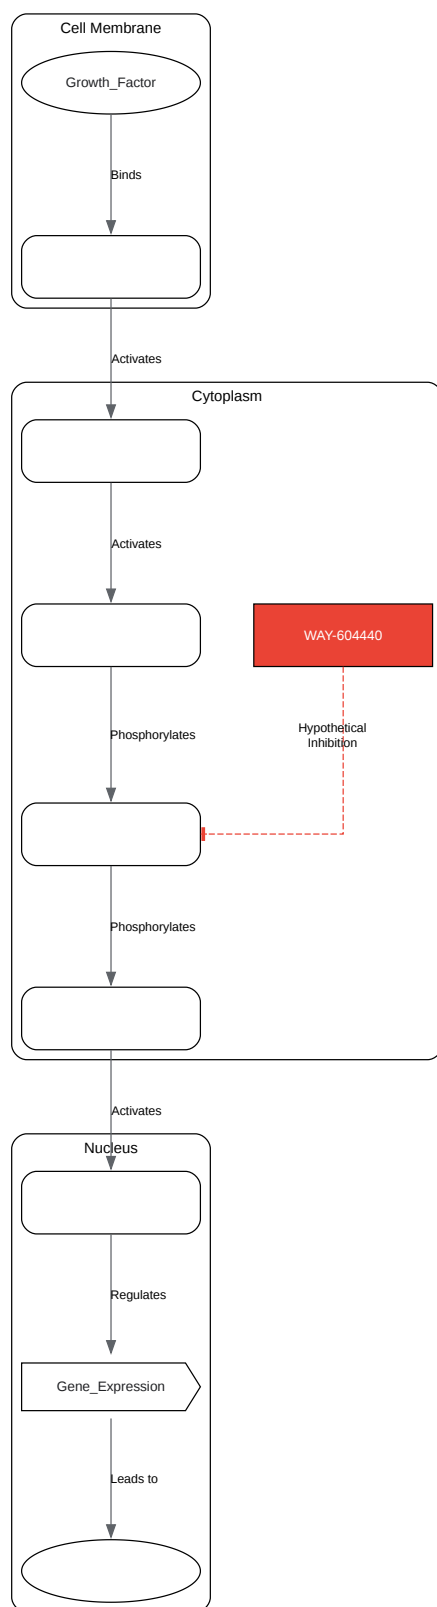 Cell Membrane
Growth_Factor
Binds
Activates
Cytoplasm
Activates
WAY-604440
Phosphorylates
Hypothetical
Inhibition
Phosphorylates
Activates
Nucleus
Regulates
Gene_Expression
Leads to